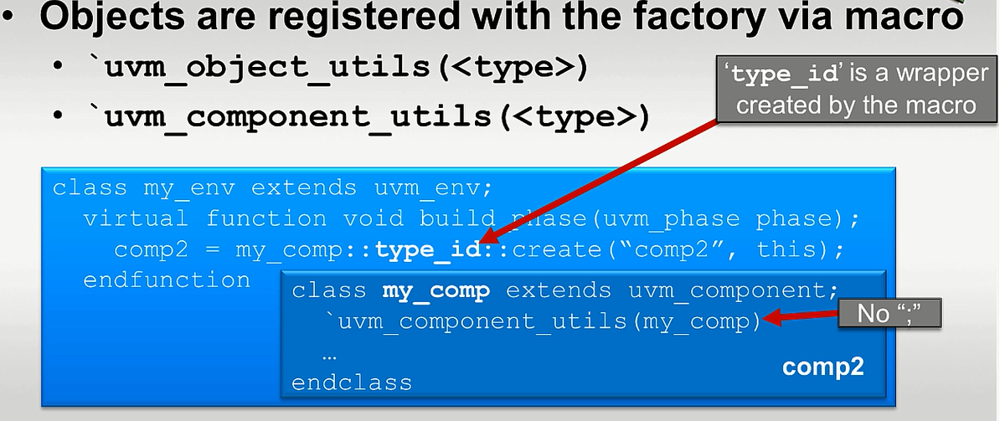 • Objects are registered with the factory via macro
• `uvm_object_utils(<type>)
• `uvm_component_utils(<type>)
‘type_id’ is a wrapper
created by the macro
class my_env extends uvm_env;
virtual function void build_phase(uvm_phase phase);
comp2 = my_comp::type_id::create(“comp2”, this);
endfunction
class my_comp extends uvm_component;
`uvm_component_utils(my_comp)
No “;”
…
comp2
endclass